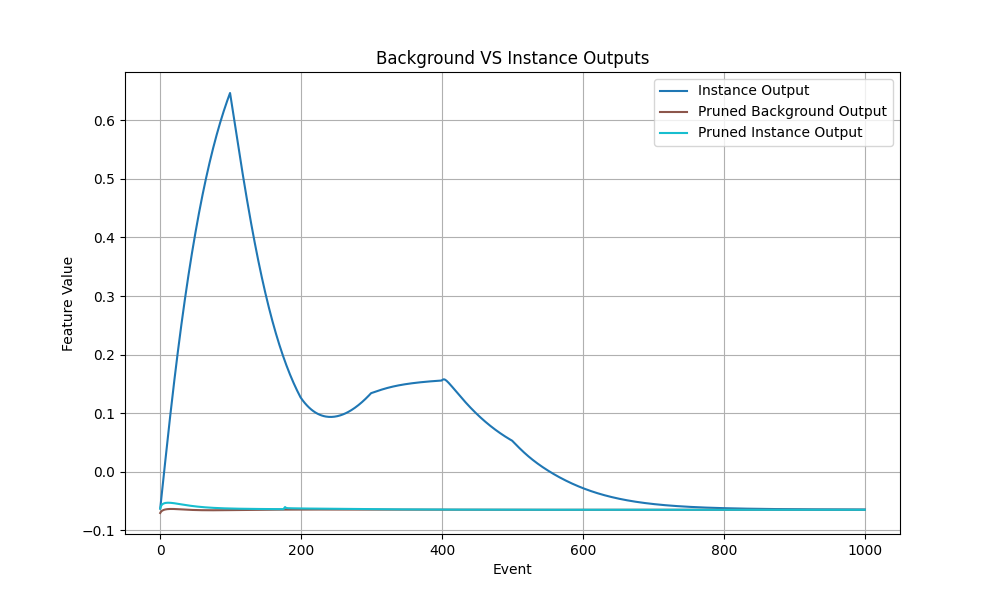 Background VS Instance Outputs
Instance Output
Pruned Background Output
Pruned Instance Output
Feature Value
0.6
0.5
0.4
0.3
0.2
0.1
0.0
−0.1
0 200 400 600 800 1000
Event